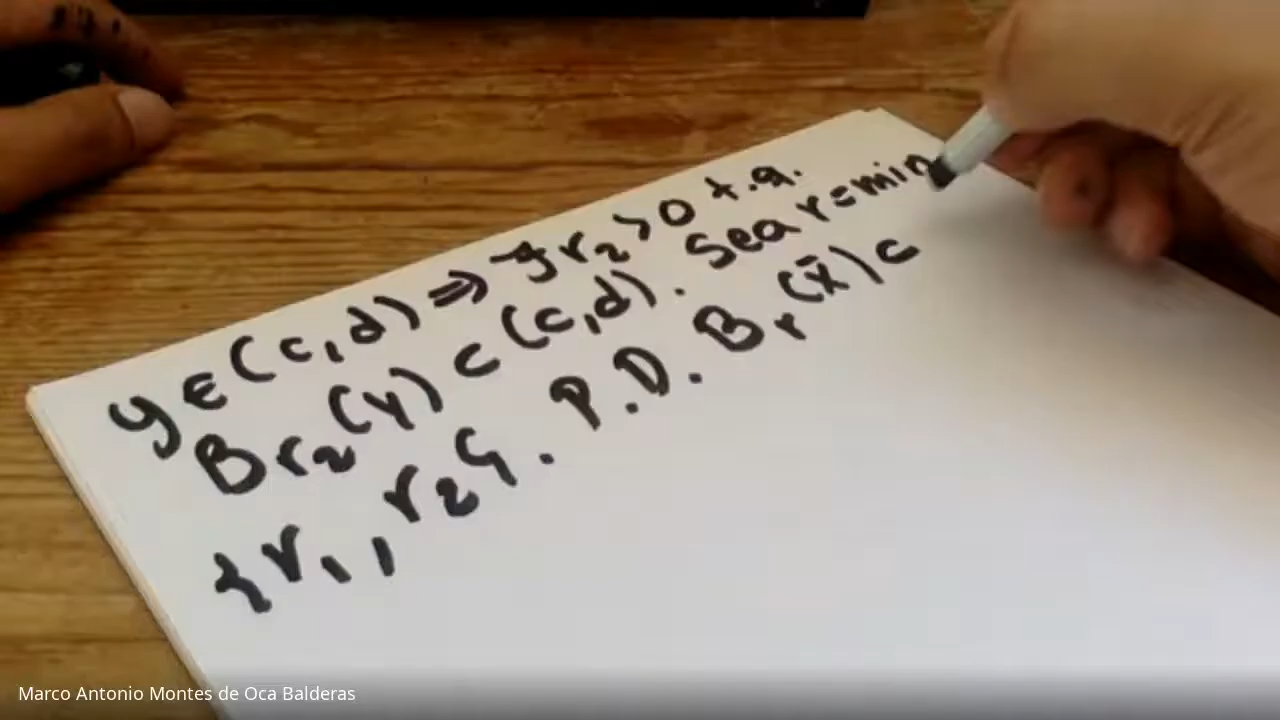 y ∈ (c,d) ⇒ ∃ r₂ > 0 t.q.
Br₂(y) ⊂ (c,d). Sea r = min
{r₁, r₂}. P.D. Br(x̄) ⊂
Marco Antonio Montes de Oca Balderas